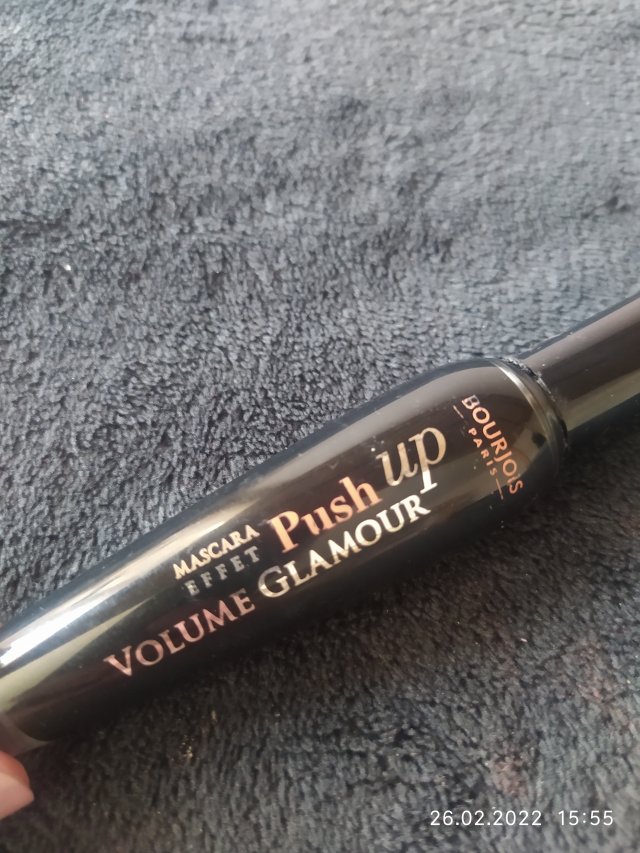 MASCARA
EFFET
Push up
VOLUME GLAMOUR
BOURJOIS
— PARIS —
26.02.2022 15:55